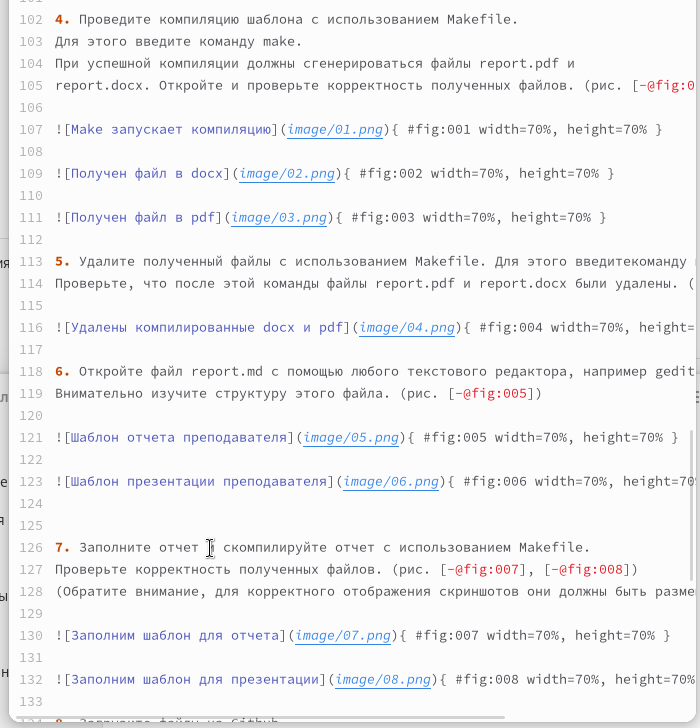 102 4. Проведите компиляцию шаблона с использованием Makefile.
103 Для этого введите команду make.
104 При успешной компиляции должны сгенерироваться файлы report.pdf и
105 report.docx. Откройте и проверьте корректность полученных файлов. (рис. [-@fig:0
106
107 ![Make запускает компиляцию](image/01.png){ #fig:001 width=70%, height=70% }
108
109 ![Получен файл в docx](image/02.png){ #fig:002 width=70%, height=70% }
110
111 ![Получен файл в pdf](image/03.png){ #fig:003 width=70%, height=70% }
112
113 5. Удалите полученный файлы с использованием Makefile. Для этого введитекоманду
114 Проверьте, что после этой команды файлы report.pdf и report.docx были удалены. (
115
116 ![Удалены компилированные docx и pdf](image/04.png){ #fig:004 width=70%, height=
117
118 6. Откройте файл report.md c помощью любого текстового редактора, например gedit
119 Внимательно изучите структуру этого файла. (рис. [-@fig:005])
120
121 ![Шаблон отчета преподавателя](image/05.png){ #fig:005 width=70%, height=70% }
122
123 ![Шаблон презентации преподавателя](image/06.png){ #fig:006 width=70%, height=70
124
125
126 7. Заполните отчет и скомпилируйте отчет с использованием Makefile.
127 Проверьте корректность полученных файлов. (рис. [-@fig:007], [-@fig:008])
128 (Обратите внимание, для корректного отображения скриншотов они должны быть разме
129
130 ![Заполним шаблон для отчета](image/07.png){ #fig:007 width=70%, height=70% }
131
132 ![Заполним шаблон для презентации](image/08.png){ #fig:008 width=70%, height=70%
133